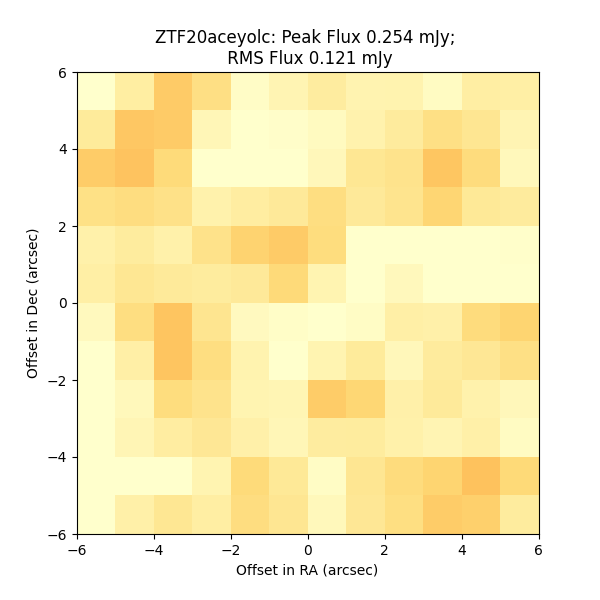 ZTF20aceyolc: Peak Flux 0.254 mJy;
RMS Flux 0.121 mJy
6
4
2
0
−2
−4
−6
Offset in Dec (arcsec)
−6 −4 −2 0 2 4 6
Offset in RA (arcsec)